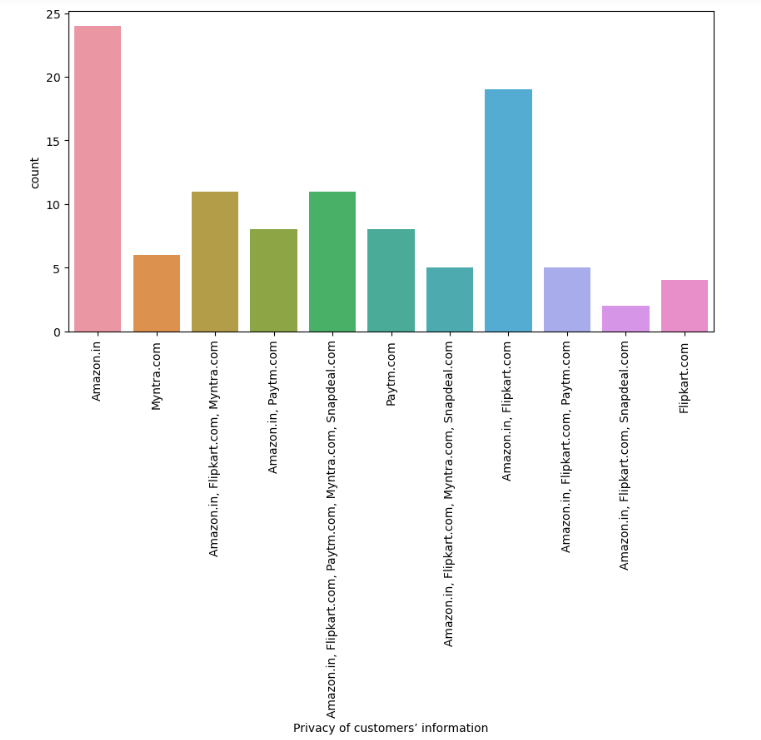 25
20
15
10
5
0
count
Amazon.in
Myntra.com
Amazon.in, Flipkart.com, Myntra.com
Amazon.in, Paytm.com
Amazon.in, Flipkart.com, Paytm.com, Myntra.com, Snapdeal.com
Paytm.com
Amazon.in, Flipkart.com, Myntra.com, Snapdeal.com
Amazon.in, Flipkart.com
Amazon.in, Flipkart.com, Paytm.com
Amazon.in, Flipkart.com, Snapdeal.com
Flipkart.com
Privacy of customers’ information